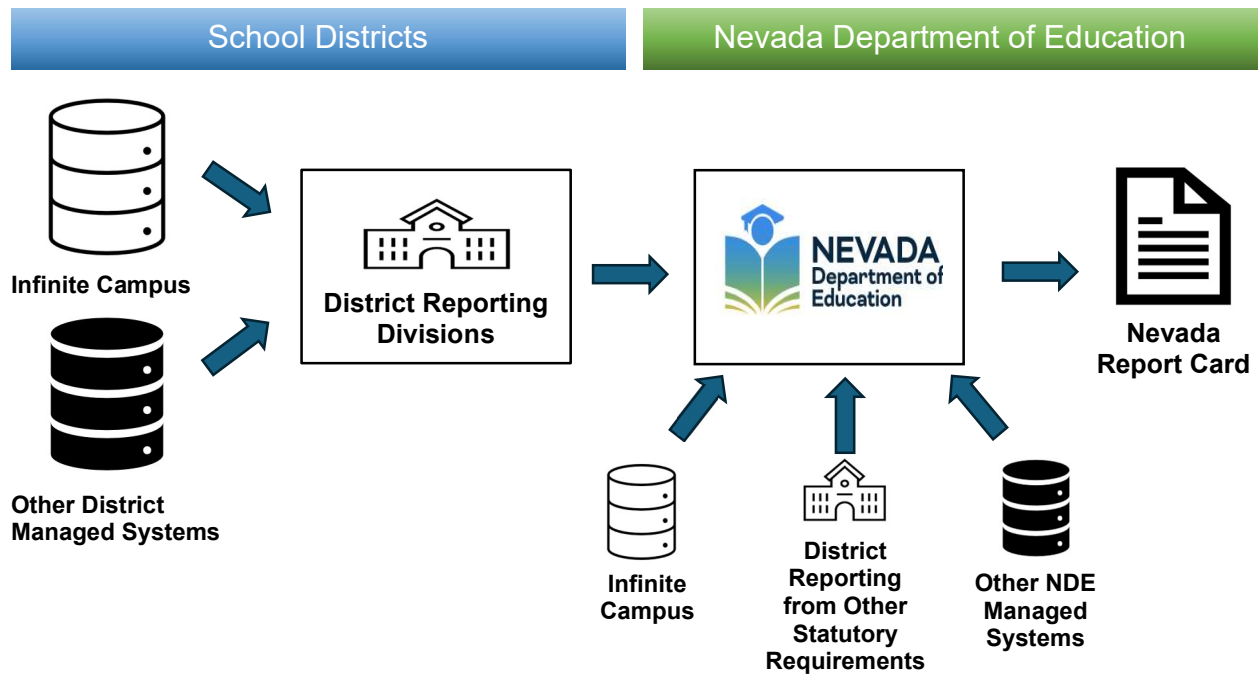 School Districts
Nevada Department of Education
Infinite Campus
Other District
Managed Systems
District Reporting
Divisions
NEVADA
Department of
Education
Nevada
Report Card
Infinite
Campus
District
Reporting
from Other
Statutory
Requirements
Other NDE
Managed
Systems